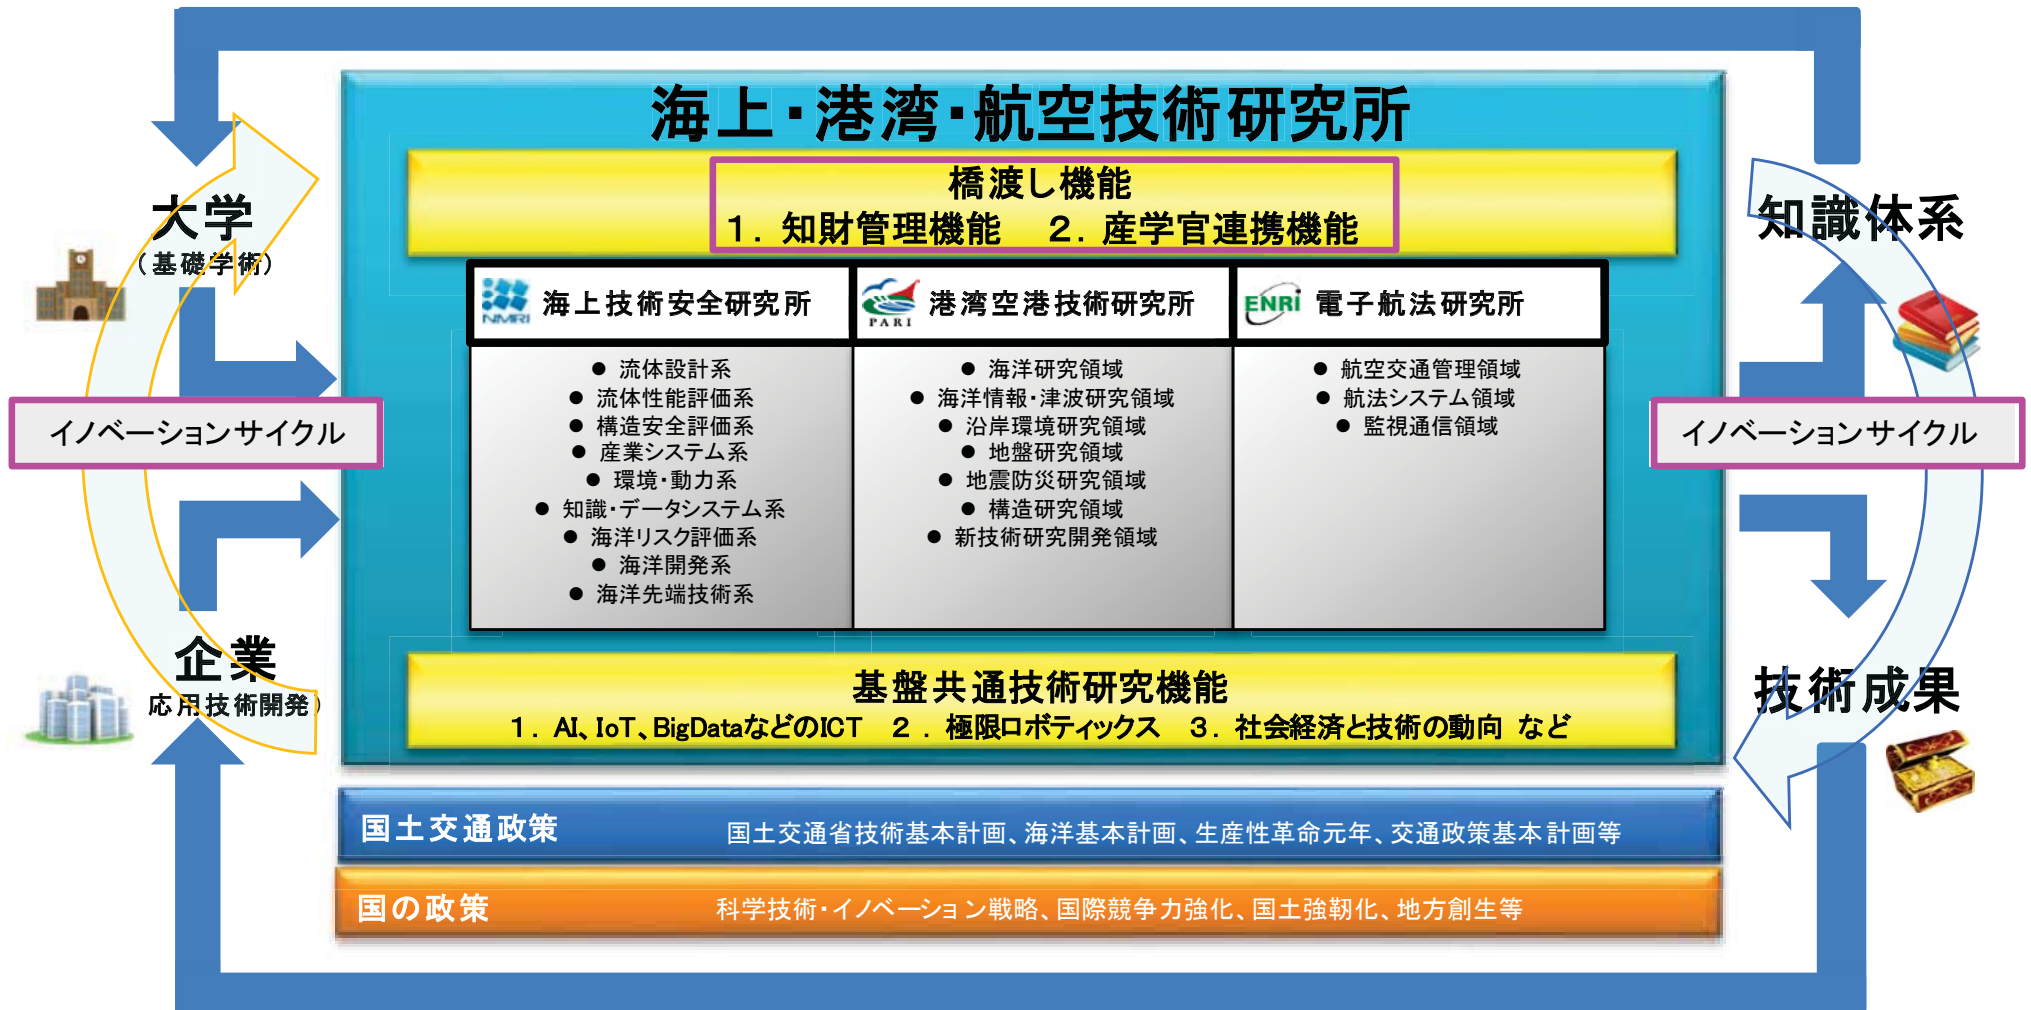 海上・港湾・航空技術研究所
橋渡し機能
1．知財管理機能　2．産学官連携機能
大学
（基礎学術）
知識体系
NMRI 海上技術安全研究所
PARI 港湾空港技術研究所
ENRi 電子航法研究所
● 流体設計系
● 流体性能評価系
● 構造安全評価系
● 産業システム系
● 環境・動力系
● 知識・データシステム系
● 海洋リスク評価系
● 海洋開発系
● 海洋先端技術系
● 海洋研究領域
● 海洋情報・津波研究領域
● 沿岸環境研究領域
● 地盤研究領域
● 地震防災研究領域
● 構造研究領域
● 新技術研究開発領域
● 航空交通管理領域
● 航法システム領域
● 監視通信領域
イノベーションサイクル
イノベーションサイクル
企業
応用技術開発）
技術成果
基盤共通技術研究機能
1．AI、IoT、BigDataなどのICT　2．極限ロボティックス　3．社会経済と技術の動向 など
国土交通政策　国土交通省技術基本計画、海洋基本計画、生産性革命元年、交通政策基本計画等
国の政策　科学技術・イノベーション戦略、国際競争力強化、国土強靭化、地方創生等